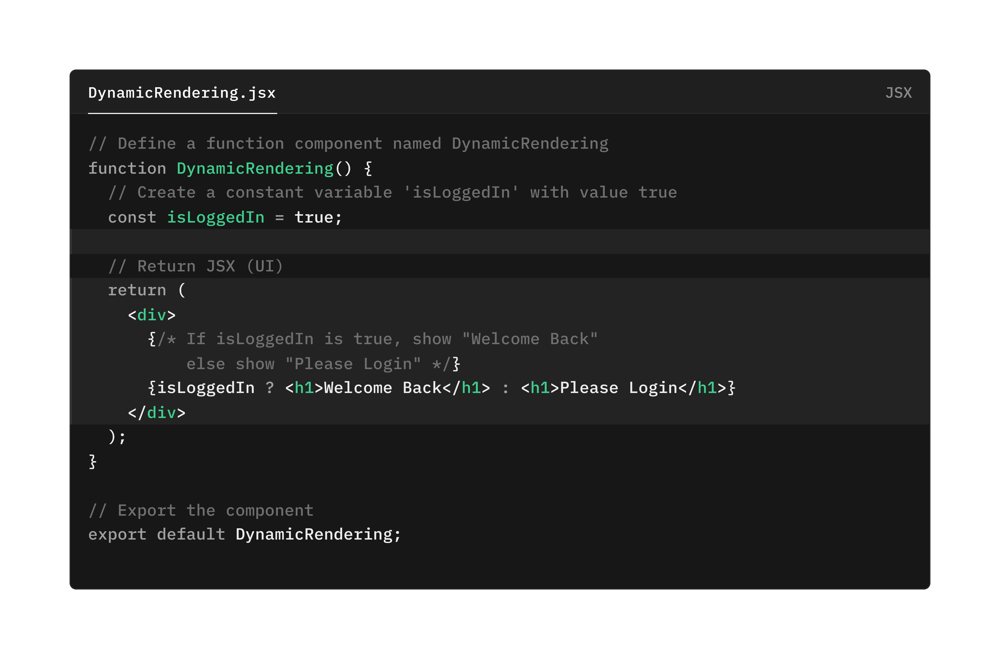 DynamicRendering.jsx
JSX
// Define a function component named DynamicRendering
function DynamicRendering() {
  // Create a constant variable 'isLoggedIn' with value true
  const isLoggedIn = true;

  // Return JSX (UI)
  return (
    <div>
      {/* If isLoggedIn is true, show "Welcome Back"
          else show "Please Login" */}
      {isLoggedIn ? <h1>Welcome Back</h1> : <h1>Please Login</h1>}
    </div>
  );
}

// Export the component
export default DynamicRendering;